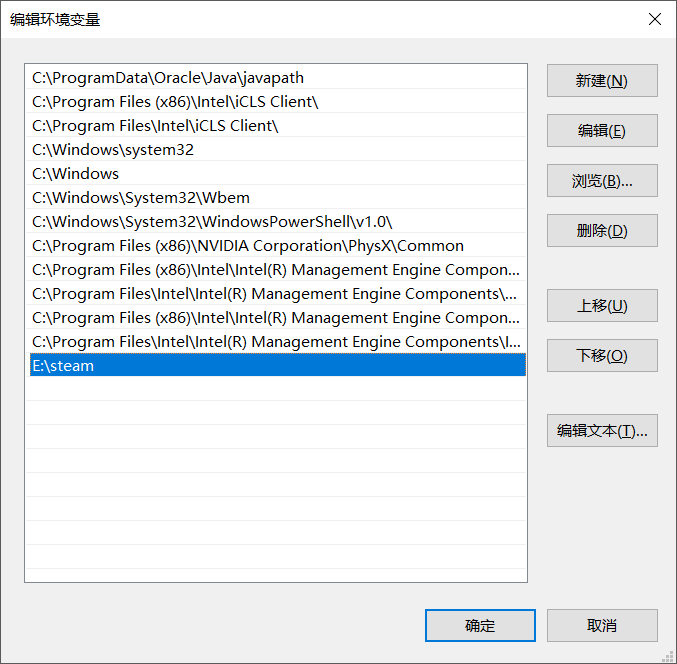 编辑环境变量
C:\ProgramData\Oracle\Java\javapath
C:\Program Files (x86)\Intel\iCLS Client\
C:\Program Files\Intel\iCLS Client\
C:\Windows\system32
C:\Windows
C:\Windows\System32\Wbem
C:\Windows\System32\WindowsPowerShell\v1.0\
C:\Program Files (x86)\NVIDIA Corporation\PhysX\Common
C:\Program Files (x86)\Intel\Intel(R) Management Engine Compon...
C:\Program Files\Intel\Intel(R) Management Engine Components\...
C:\Program Files (x86)\Intel\Intel(R) Management Engine Compon...
C:\Program Files\Intel\Intel(R) Management Engine Components\I...
E:\steam
新建(N)
编辑(E)
浏览(B)...
删除(D)
上移(U)
下移(O)
编辑文本(T)...
确定
取消